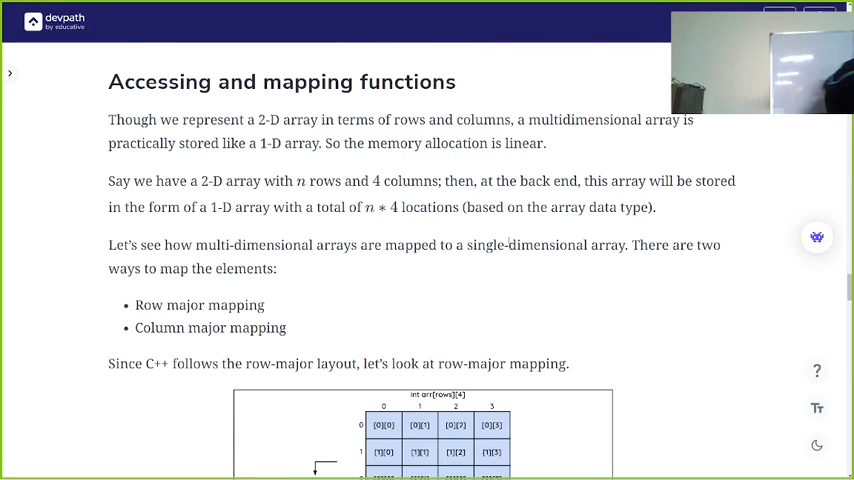 devpath
by educative
Accessing and mapping functions
Though we represent a 2-D array in terms of rows and columns, a multidimensional array is
practically stored like a 1-D array. So the memory allocation is linear.
Say we have a 2-D array with n rows and 4 columns; then, at the back end, this array will be stored
in the form of a 1-D array with a total of n ∗ 4 locations (based on the array data type).
Let’s see how multi-dimensional arrays are mapped to a single-dimensional array. There are two
ways to map the elements:
• Row major mapping
• Column major mapping
Since C++ follows the row-major layout, let’s look at row-major mapping.
int arr[rows][4]
0 1 2 3
0 [0][0] [0][1] [0][2] [0][3]
1 [1][0] [1][1] [1][2] [1][3]
?
Tт